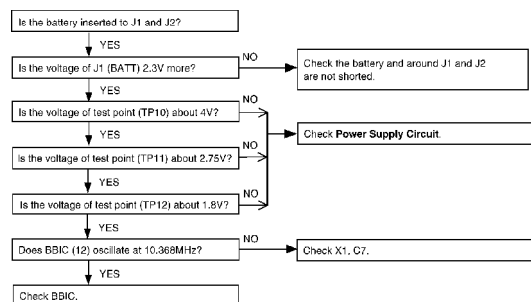 Is the battery inserted to J1 and J2?
YES
Is the voltage of J1 (BATT) 2.3V more?
NO
Check the battery and around J1 and J2
are not shorted.
YES
Is the voltage of test point (TP10) about 4V?
NO
YES
Check Power Supply Circuit.
Is the voltage of test point (TP11) about 2.75V?
NO
YES
Is the voltage of test point (TP12) about 1.8V?
NO
YES
Does BBIC (12) oscillate at 10.368MHz?
NO
Check X1, C7.
YES
Check BBIC.